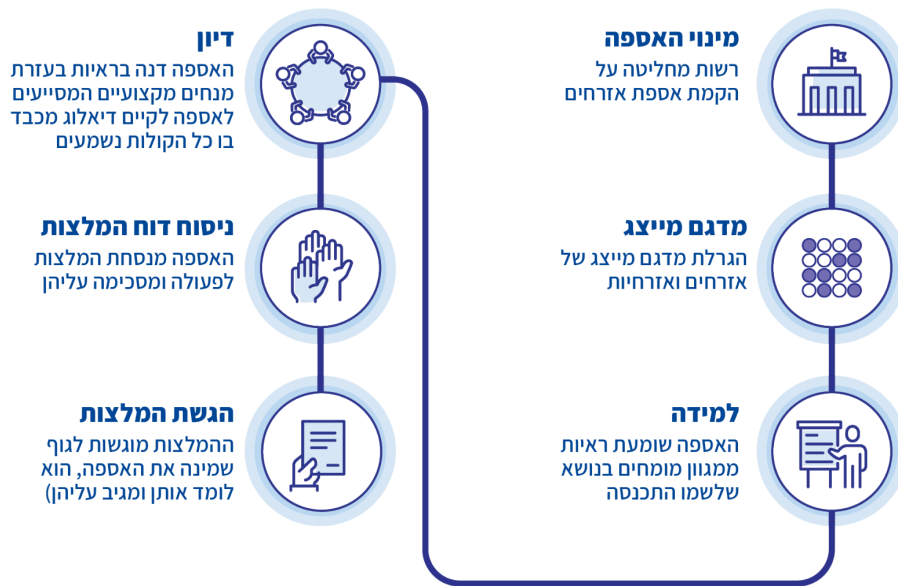 מינוי האספה
רשות מחליטה על
הקמת אספת אזרחים
מדגם מייצג
הגרלת מדגם מייצג של
אזרחים ואזרחיות
למידה
האספה שומעת ראיות
ממגוון מומחים בנושא
שלשמו התכנסה
דיון
האספה דנה בראיות בעזרת
מנחים מקצועיים המסייעים
לאספה לקיים דיאלוג מכבד
בו כל הקולות נשמעים
ניסוח דוח המלצות
האספה מנסחת המלצות
לפעולה ומסכימה עליהן
הגשת המלצות
ההמלצות מוגשות לגוף
שמינה את האספה, הוא
לומד אותן ומגיב עליהן)